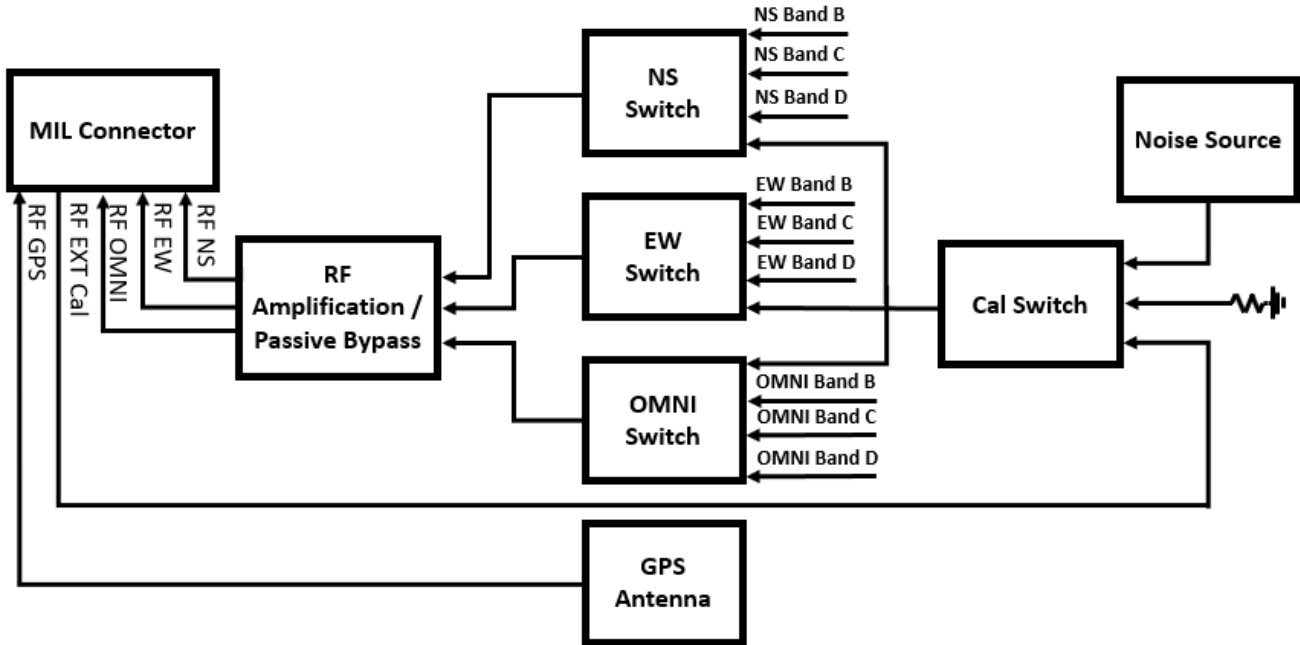 NS Band B
NS Band C
NS Band D
NS
Switch
MIL Connector
Noise Source
RF GPS
RF EXT Cal
RF OMNI
RF EW
RF NS
EW Band B
EW Band C
EW Band D
EW
Switch
RF
Amplification /
Passive Bypass
Cal Switch
OMNI Band B
OMNI Band C
OMNI Band D
OMNI
Switch
GPS
Antenna